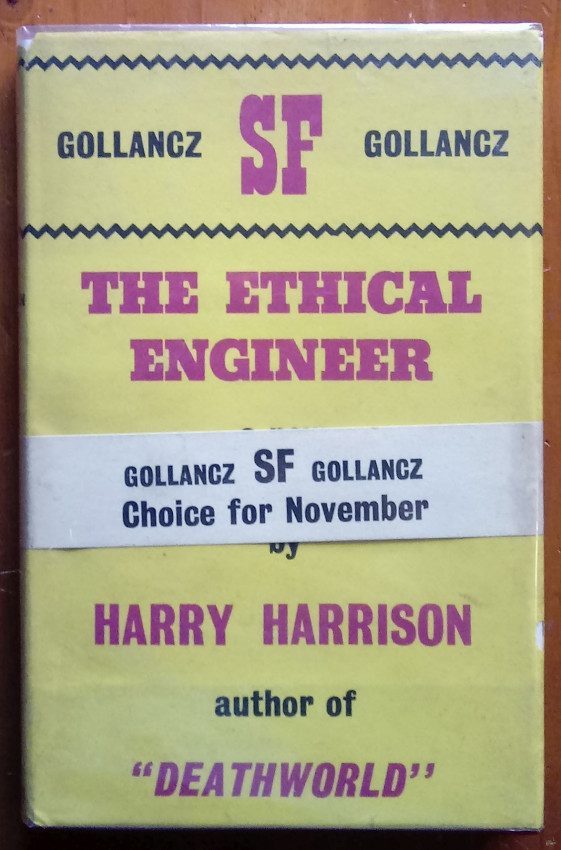 GOLLANCZ SF GOLLANCZ
THE ETHICAL
ENGINEER
GOLLANCZ SF GOLLANCZ
Choice for November
by
HARRY HARRISON
author of
“DEATHWORLD”